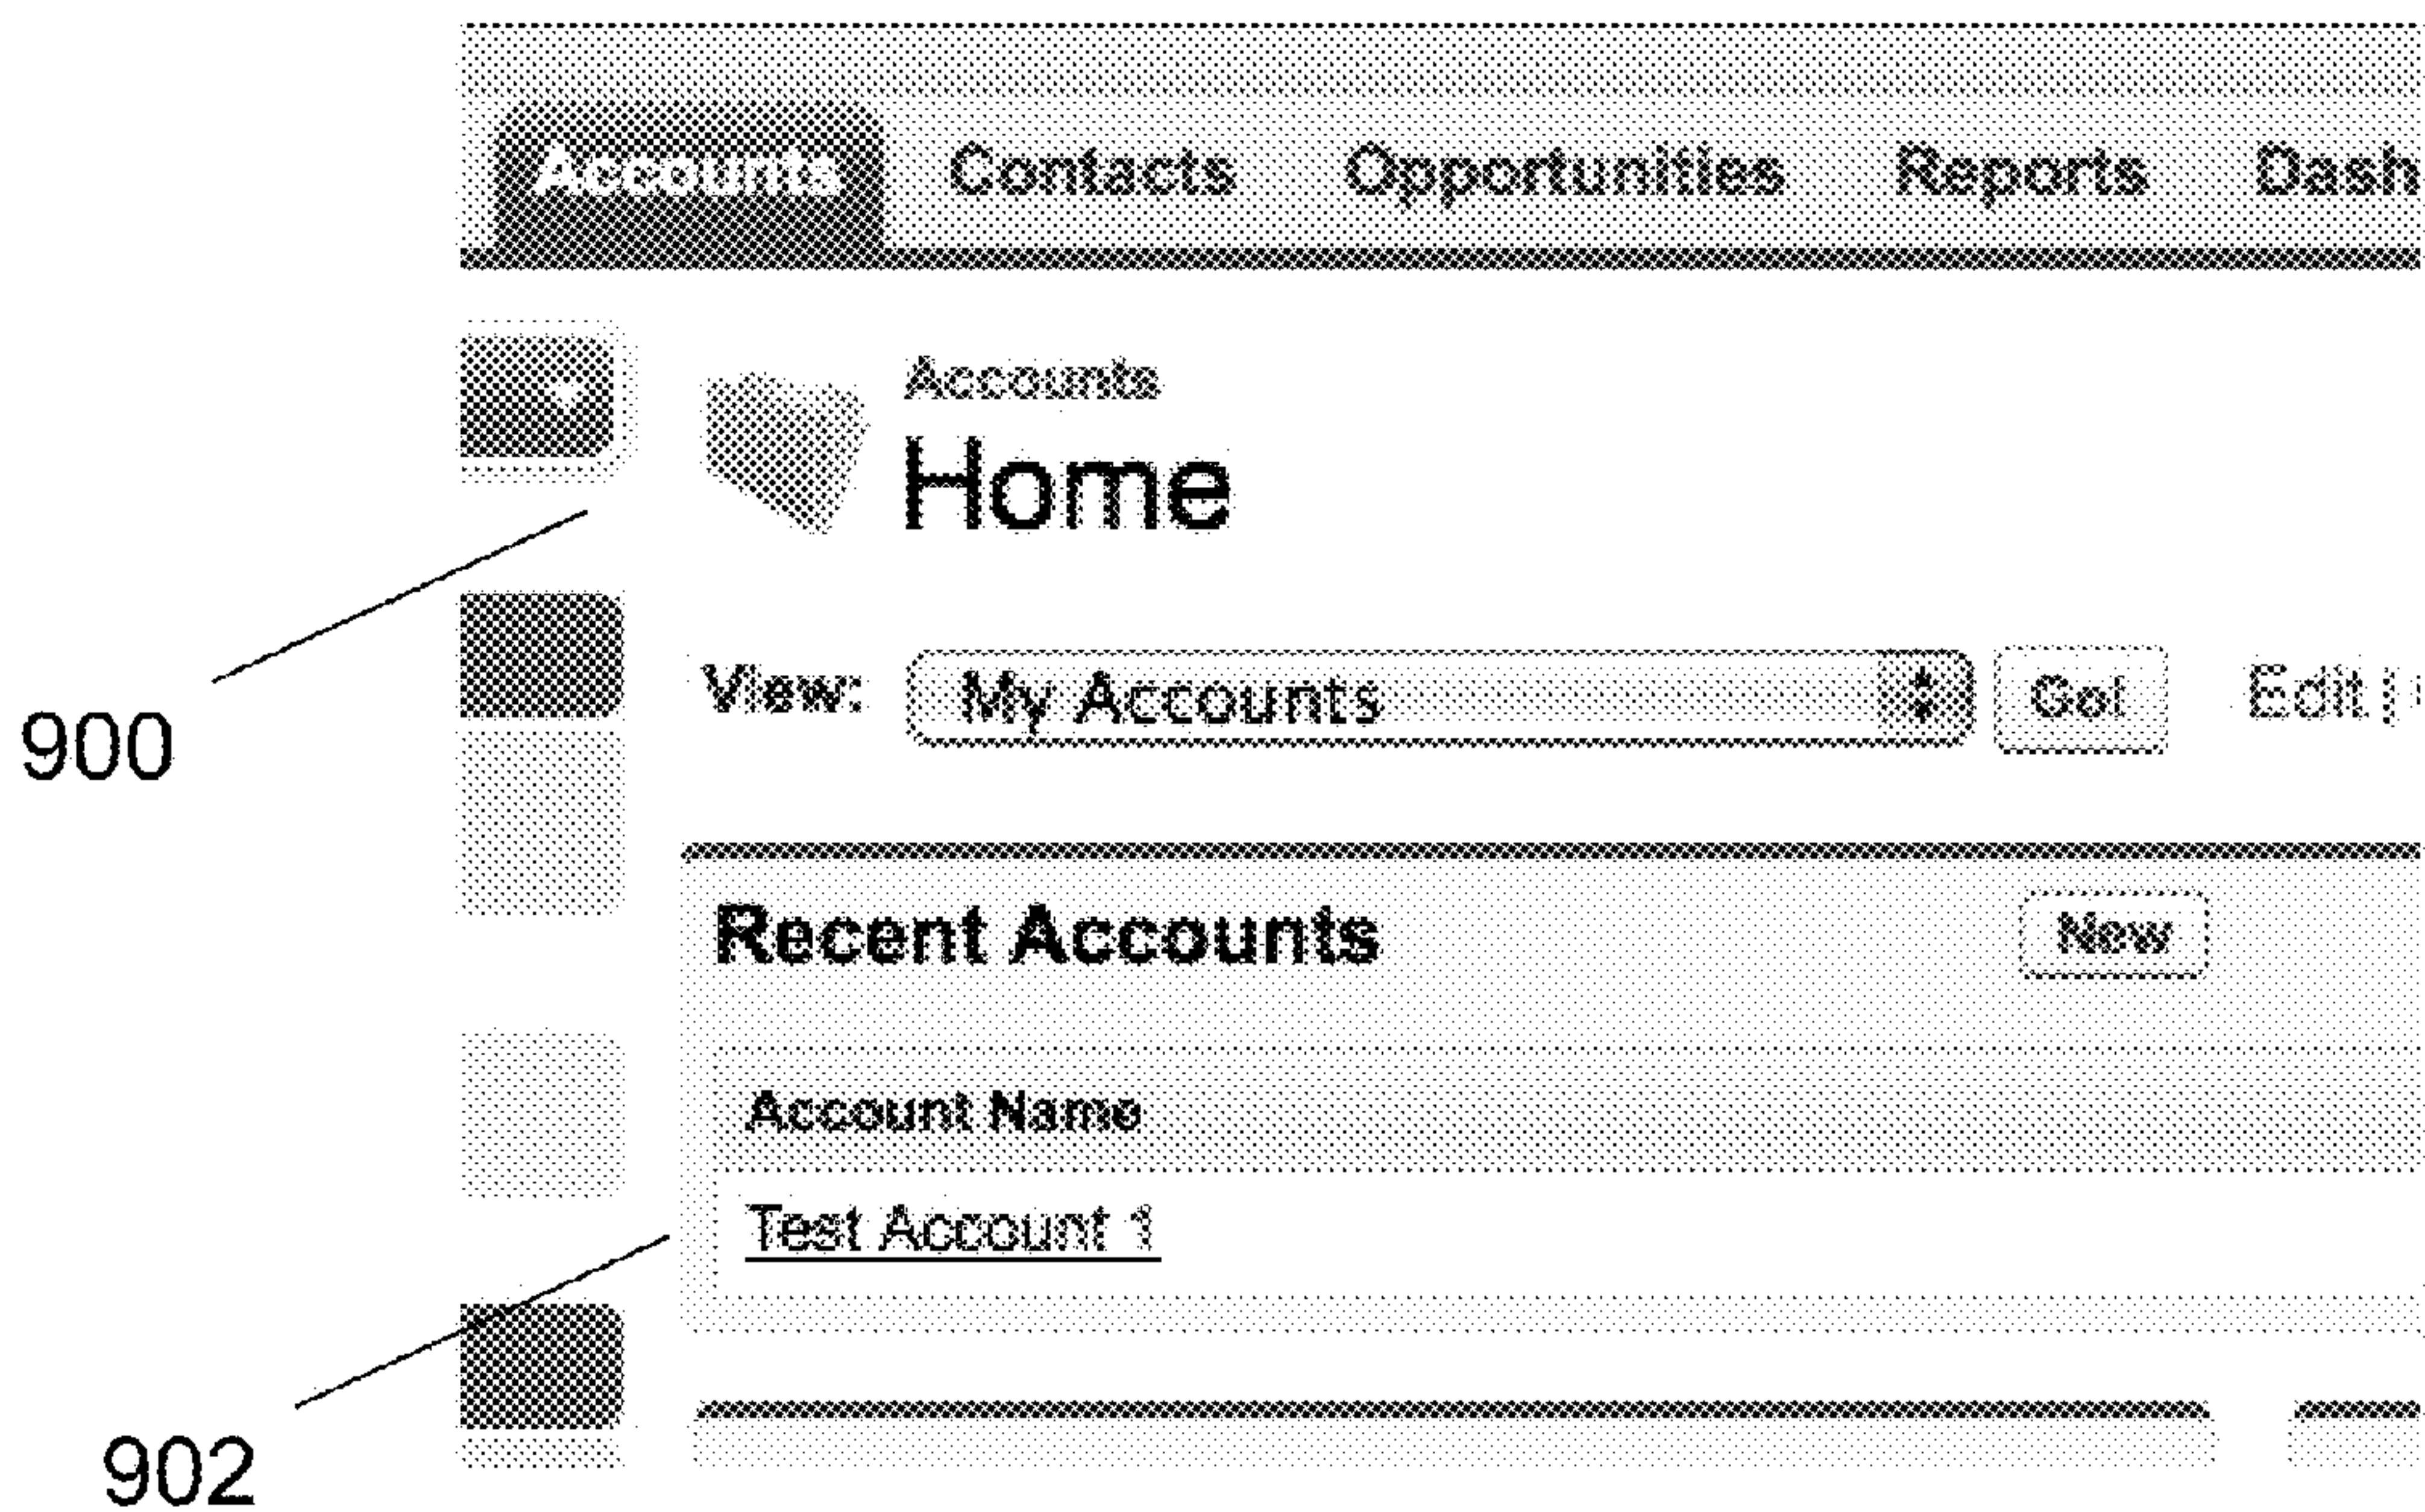 Accounts Contacts Opportunities Reports Dash
Accounts
Home
900
View: My Accounts Go! Edit |
Recent Accounts New
Account Name
Test Account 1
902